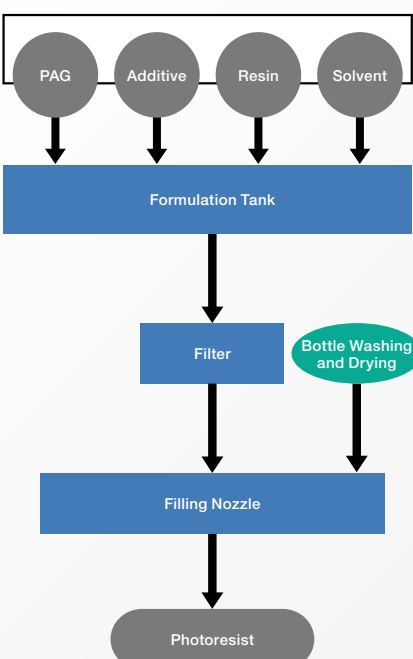 PAG
Additive
Resin
Solvent
Formulation Tank
Filter
Bottle Washing
and Drying
Filling Nozzle
Photoresist